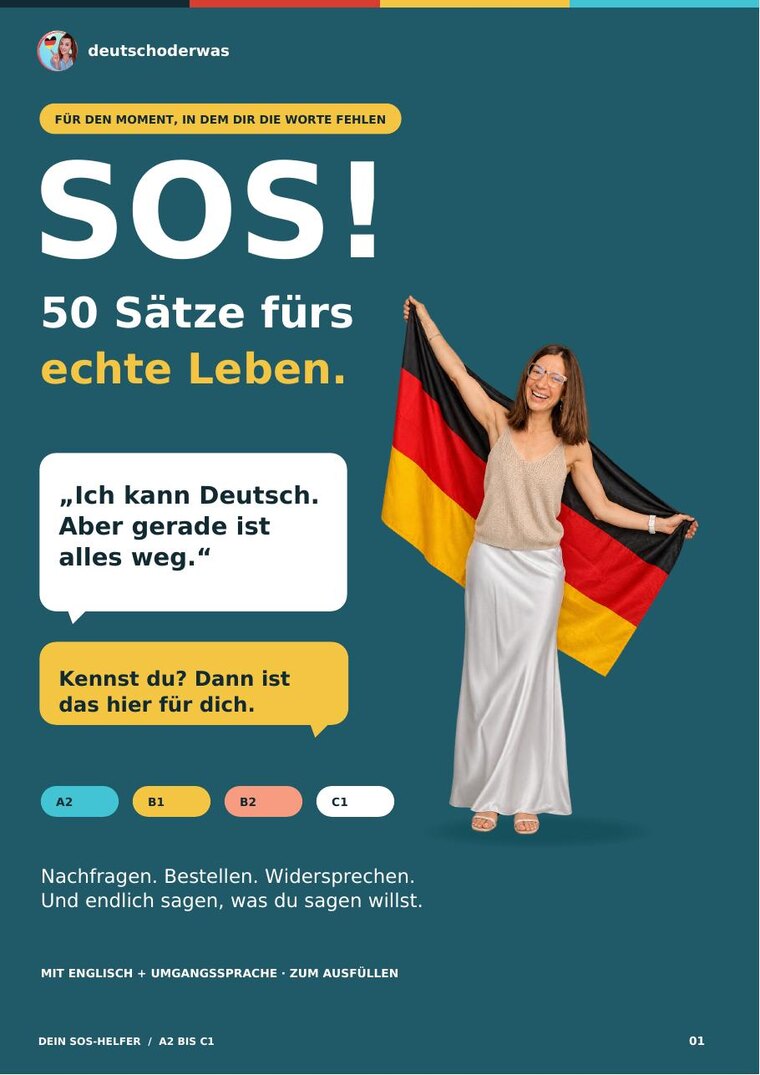 deutschoderwas
FÜR DEN MOMENT, IN DEM DIR DIE WORTE FEHLEN
SOS!
50 Sätze fürs
echte Leben.
„Ich kann Deutsch.
Aber gerade ist
alles weg.“
Kennst du? Dann ist
das hier für dich.
A2 B1 B2 C1
Nachfragen. Bestellen. Widersprechen.
Und endlich sagen, was du sagen willst.
MIT ENGLISCH + UMGANGSSPRACHE · ZUM AUSFÜLLEN
DEIN SOS-HELFER / A2 BIS C1 01